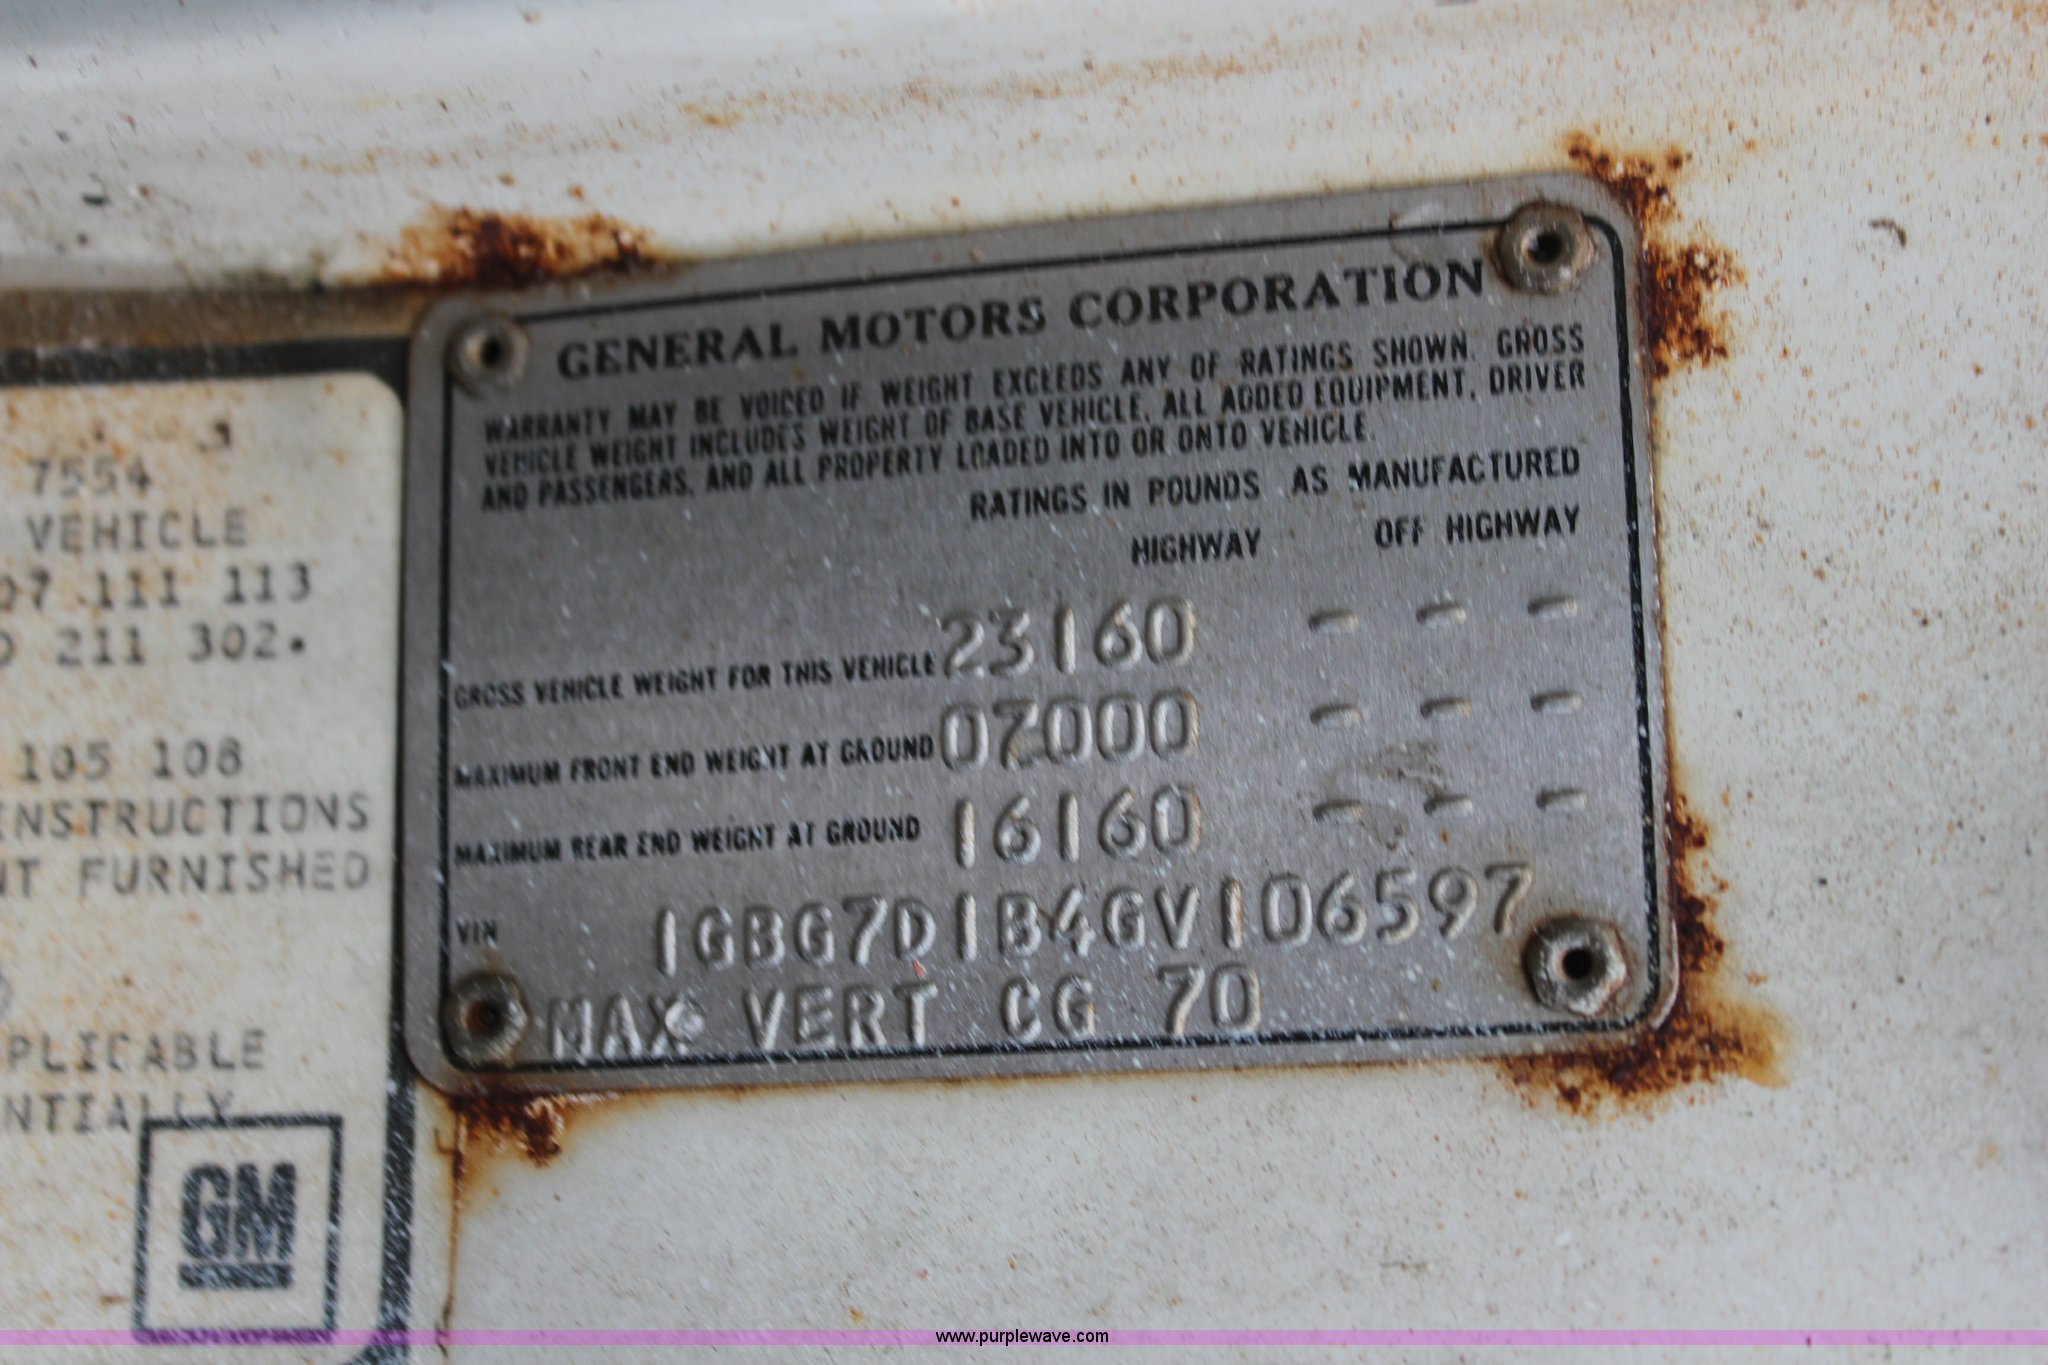 GENERAL MOTORS CORPORATION
WARRANTY MAY BE VOICED IF WEIGHT EXCEEDS ANY OF RATINGS SHOWN. GROSS
VEHICLE WEIGHT INCLUDES WEIGHT OF BASE VEHICLE, ALL ADDED EQUIPMENT, DRIVER
AND PASSENGERS, AND ALL PROPERTY LOADED INTO OR ONTO VEHICLE.
RATINGS IN POUNDS AS MANUFACTURED
HIGHWAY OFF HIGHWAY
GROSS VEHICLE WEIGHT FOR THIS VEHICLE 23160 - - -
MAXIMUM FRONT END WEIGHT AT GROUND 07000 - - -
MAXIMUM REAR END WEIGHT AT GROUND 16160 - - -
VIN 1GBG7D1B4GV106597
MAX VERT CG 70
7554
VEHICLE
07 111 113
211 302.
105 108
INSTRUCTIONS
NT FURNISHED
PLICABLE
NTIALLY
GM
www.purplewave.com